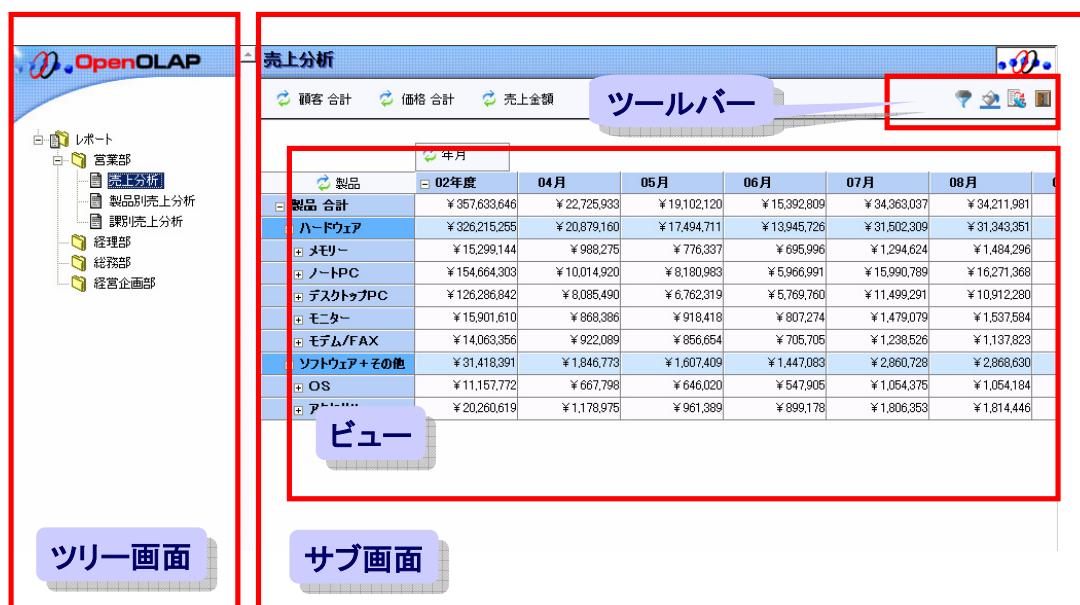 OpenOLAP
売上分析
顧客 合計 価格 合計 売上金額
ツールバー
レポート
営業部
売上分析
製品別売上分析
課別売上分析
経理部
総務部
経営企画部
年月
製品 02年度 04月 05月 06月 07月 08月
製品 合計 ¥357,633,646 ¥22,725,933 ¥19,102,120 ¥15,392,809 ¥34,363,037 ¥34,211,981
ハードウェア ¥326,215,255 ¥20,879,160 ¥17,494,711 ¥13,945,726 ¥31,502,309 ¥31,343,351
メモリー ¥15,299,144 ¥988,275 ¥776,337 ¥695,996 ¥1,294,624 ¥1,484,296
ノートPC ¥154,664,303 ¥10,014,920 ¥8,180,983 ¥5,966,991 ¥15,990,789 ¥16,271,368
デスクトップPC ¥126,286,842 ¥8,085,490 ¥6,762,319 ¥5,769,760 ¥11,499,291 ¥10,912,280
モニター ¥15,901,610 ¥868,386 ¥918,418 ¥807,274 ¥1,479,079 ¥1,537,584
モデム/FAX ¥14,063,356 ¥922,089 ¥856,654 ¥705,705 ¥1,238,526 ¥1,137,823
ソフトウェア+その他 ¥31,418,391 ¥1,846,773 ¥1,607,409 ¥1,447,083 ¥2,860,728 ¥2,868,630
OS ¥11,157,772 ¥667,798 ¥646,020 ¥547,905 ¥1,054,375 ¥1,054,184
¥20,260,619 ¥1,178,975 ¥961,389 ¥899,178 ¥1,806,353 ¥1,814,446
ビュー
ツリー画面
サブ画面